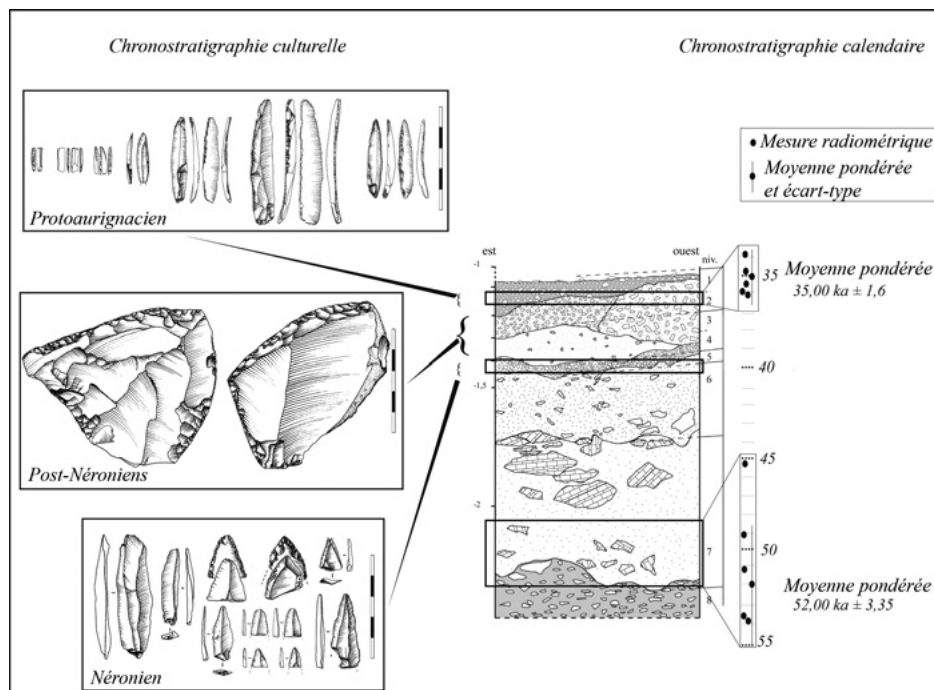 Chronostratigraphie culturelle
Chronostratigraphie calendaire
Protoaurignacien
Post-Néroniens
Néronien
Mesure radiométrique
Moyenne pondérée
et écart-type
est
ouest
niv.
-1
-1,5
-2
1
2
3
4
5
6
7
8
35
40
45
50
55
Moyenne pondérée
35,00 ka ± 1,6
Moyenne pondérée
52,00 ka ± 3,35